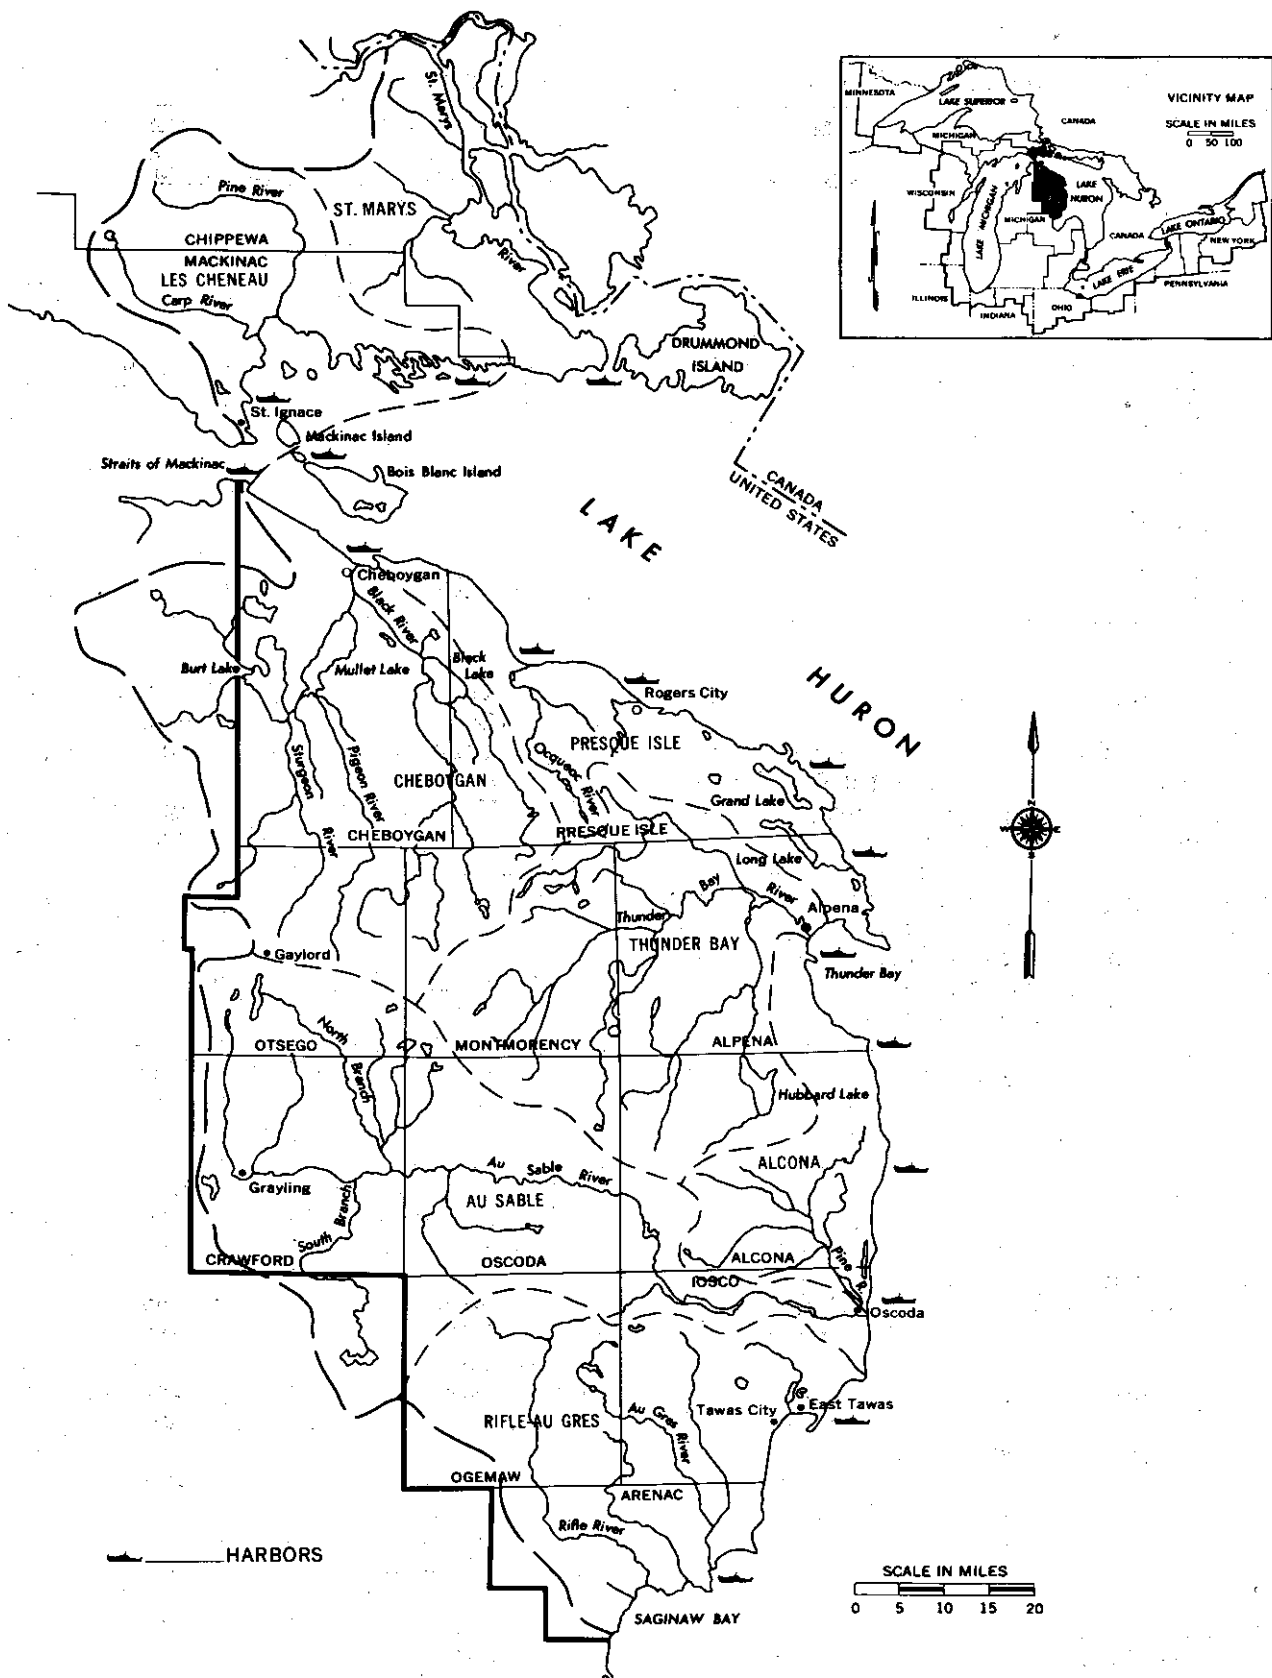 VICINITY MAP
SCALE IN MILES
0 50 100
MINNESOTA
LAKE SUPERIOR
CANADA
MICHIGAN
WISCONSIN
LAKE MICHIGAN
MICHIGAN
LAKE
HURON
CANADA
LAKE ONTARIO
NEW YORK
LAKE ERIE
PENNSYLVANIA
ILLINOIS
INDIANA
OHIO
St. Marys
Pine River
ST. MARYS
CHIPPEWA
MACKINAC
LES CHENEAU
River
Carp River
DRUMMOND
ISLAND
St. Ignace
Mackinac Island
Straits of Mackinac
Bois Blanc Island
CANADA
UNITED STATES
LAKE
HURON
Cheboygan
Black River
Burt Lake
Mullet Lake
Black
Lake
Rogers City
Sturgeon
River
Pigeon River
PRESQUE ISLE
Ocqueoc River
CHEBOYGAN
Grand Lake
CHEBOYGAN
PRESQUE ISLE
N
W
E
S
Long Lake
Thunder
Bay
River
Alpena
THUNDER BAY
Gaylord
Thunder Bay
North
Branch
OTSEGO
MONTMORENCY
ALPENA
Hubbard Lake
Au
Sable
River
ALCONA
Grayling
AU SABLE
South Branch
CRAWFORD
OSCODA
ALCONA
Pine R.
IOSCO
Oscoda
RIFLE-AU GRES
Au Gres
River
Tawas City
East Tawas
OGEMAW
ARENAC
Rifle River
HARBORS
SCALE IN MILES
0 5 10 15 20
SAGINAW BAY